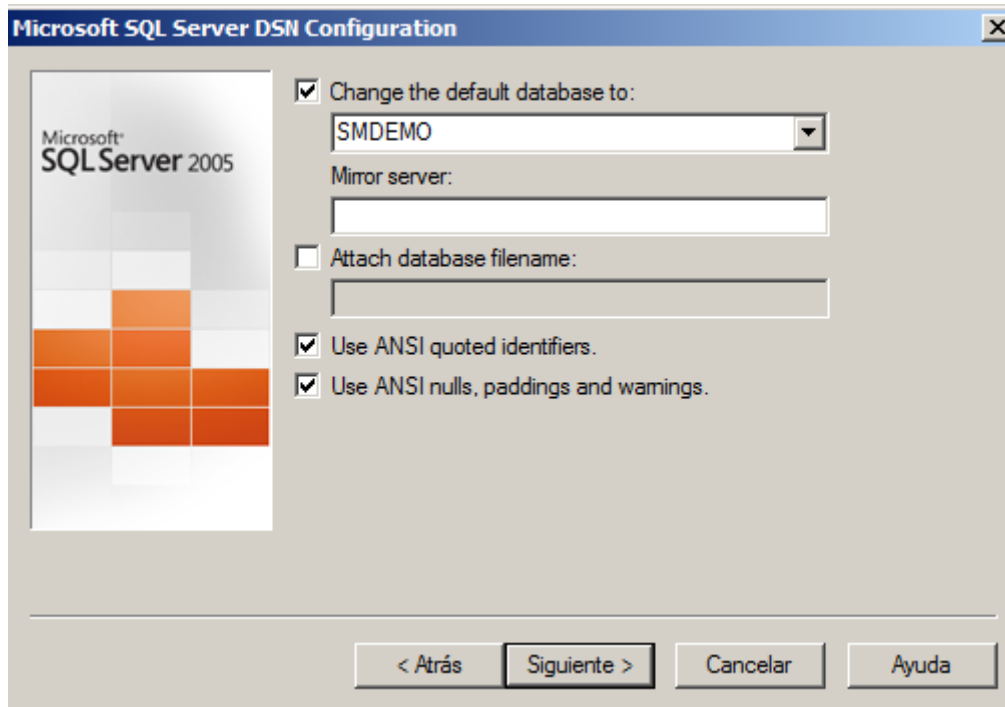 Microsoft SQL Server DSN Configuration
Microsoft
SQL Server 2005
Change the default database to:
SMDEMO
Mirror server:
Attach database filename:
Use ANSI quoted identifiers.
Use ANSI nulls, paddings and warnings.
< Atrás Siguiente > Cancelar Ayuda